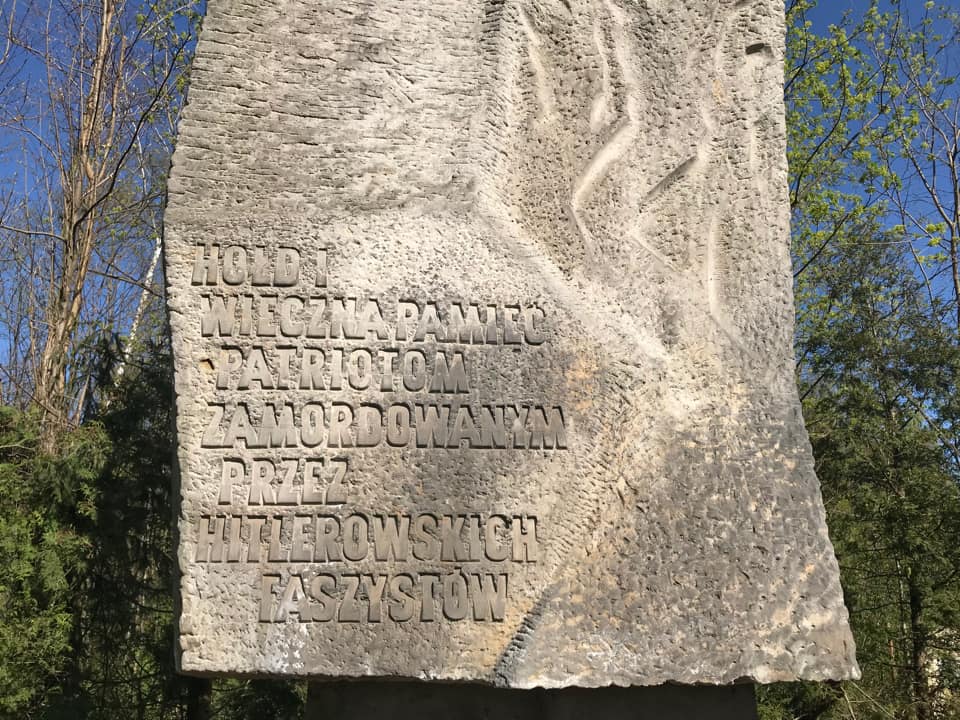 HOŁD I
WIECZNA PAMIĘĆ
PATRIOTOM
ZAMORDOWANYM
PRZEZ
HITLEROWSKICH
FASZYSTÓW